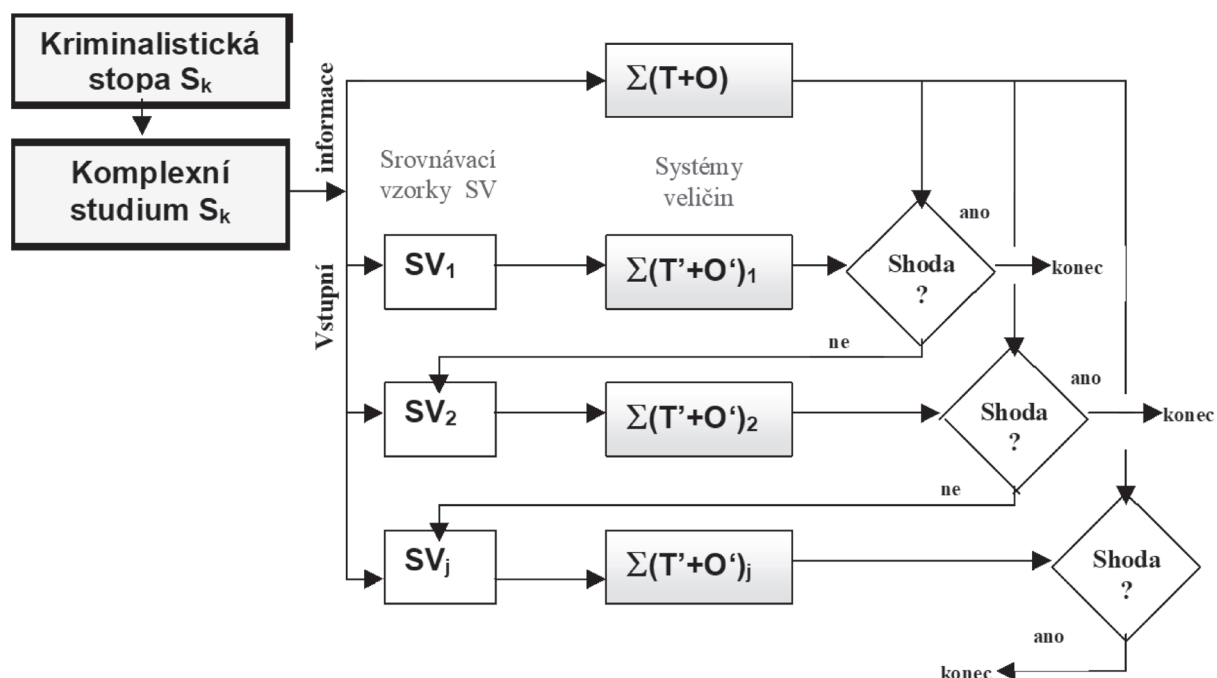 Kriminalistická
stopa Sₖ
Komplexní
studium Sₖ
Vstupní informace
Σ(T+O)
Srovnávací
vzorky SV
Systémy
veličin
SV₁
Σ(T’+O‘)₁
Shoda
?
ano
konec
ne
SV₂
Σ(T’+O‘)₂
Shoda
?
ano
konec
ne
SVⱼ
Σ(T’+O‘)ⱼ
Shoda
?
ano
konec